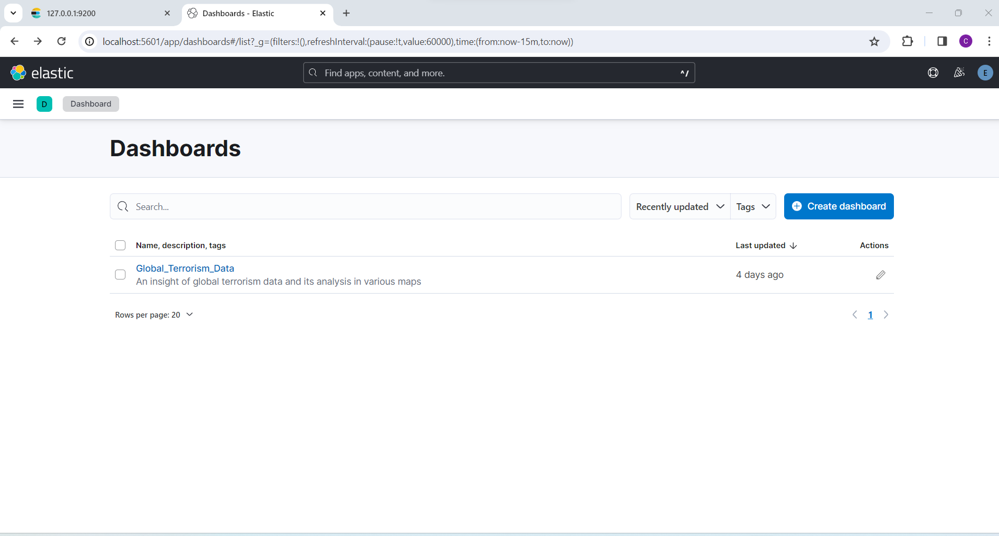 127.0.0.1:9200
Dashboards - Elastic
localhost:5601/app/dashboards#/list?_g=(filters:!(),refreshInterval:(pause:!t,value:60000),time:(from:now-15m,to:now))
C
elastic
Find apps, content, and more.
^/
E
D
Dashboard
Dashboards
Search...
Recently updated
Tags
Create dashboard
Name, description, tags
Last updated
Actions
Global_Terrorism_Data
An insight of global terrorism data and its analysis in various maps
4 days ago
Rows per page: 20
1